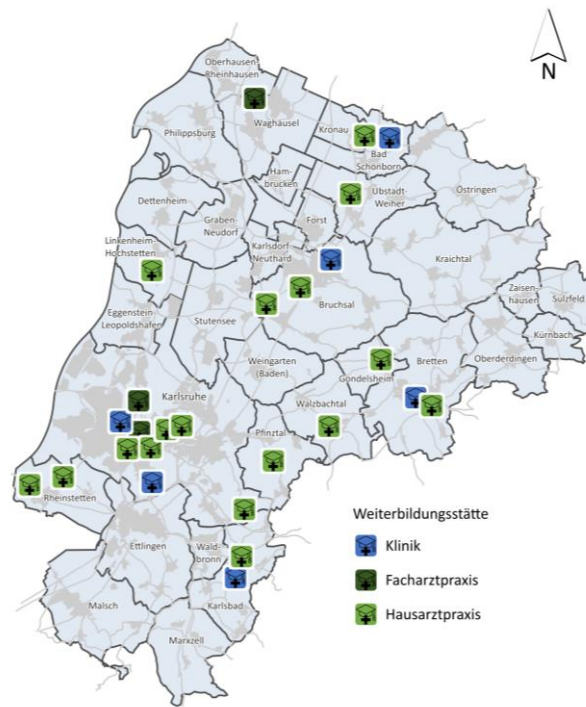 Oberhausen-
Rheinhausen
N
Waghäusel
Philippsburg
Kronau
Bad
Schönborn
Ham-
brücken
Östringen
Ubstadt-
Weiher
Dettenheim
Graben-
Neudorf
Forst
Linkenheim-
Hochstetten
Karlsdorf-
Neuthard
Kraichtal
Zaisen-
hausen
Sulzfeld
Eggenstein
Leopoldshafen
Stutensee
Bruchsal
Kürnbach
Weingarten
(Baden)
Gondelsheim
Bretten
Oberderdingen
Karlsruhe
Walzbachtal
Pfinztal
Rheinstetten
Weiterbildungsstätte
Ettlingen
Wald-
bronn
Klinik
Facharztpraxis
Malsch
Karlsbad
Hausarztpraxis
Marxzell